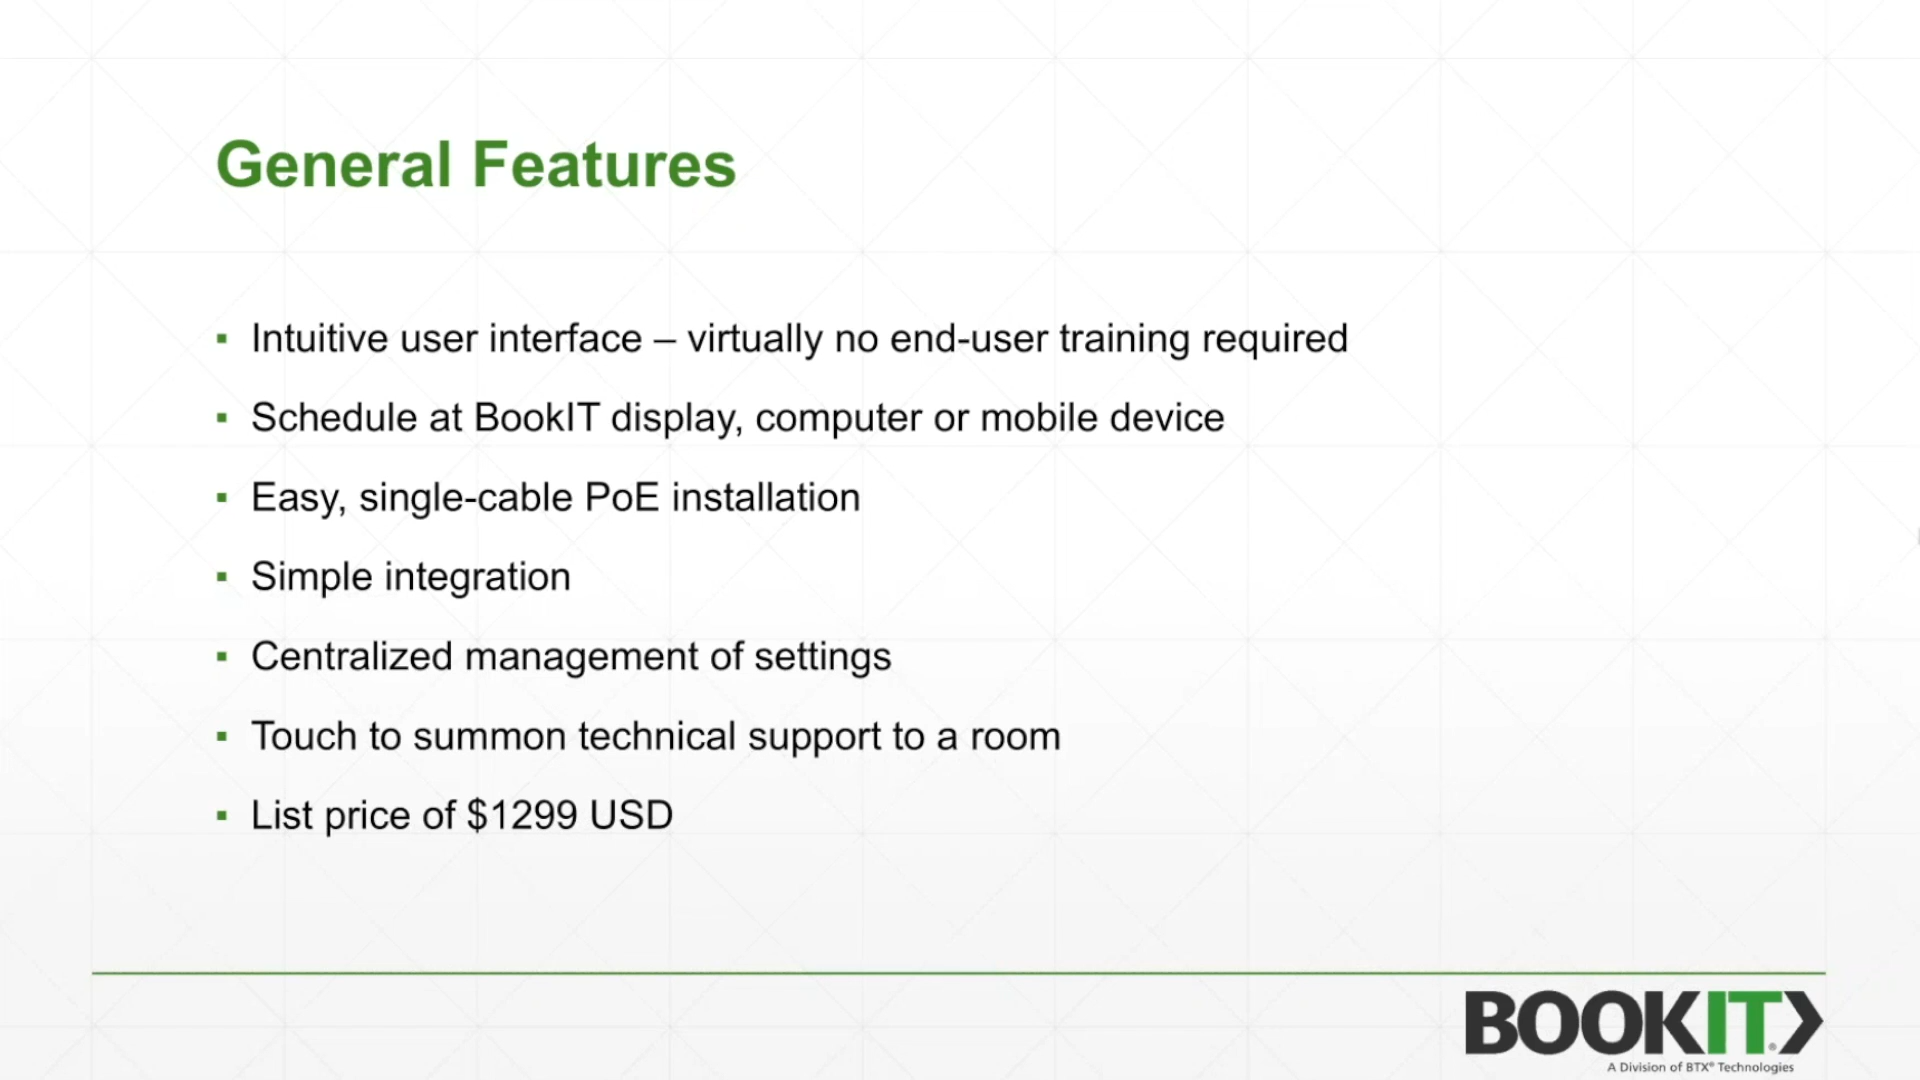 General Features
▪ Intuitive user interface – virtually no end-user training required
▪ Schedule at BookIT display, computer or mobile device
▪ Easy, single-cable PoE installation
▪ Simple integration
▪ Centralized management of settings
▪ Touch to summon technical support to a room
▪ List price of $1299 USD
BOOKIT®
A Division of BTX® Technologies